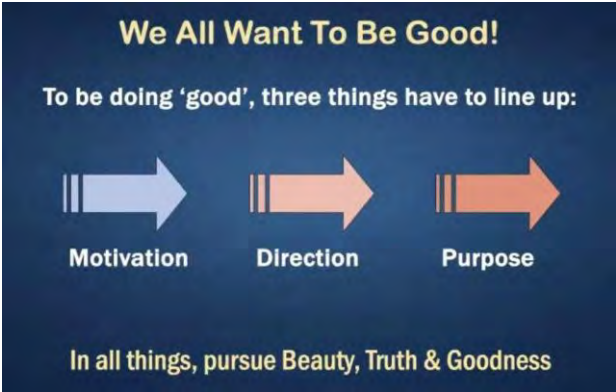 We All Want To Be Good!
To be doing ‘good’, three things have to line up:
Motivation
Direction
Purpose
In all things, pursue Beauty, Truth & Goodness